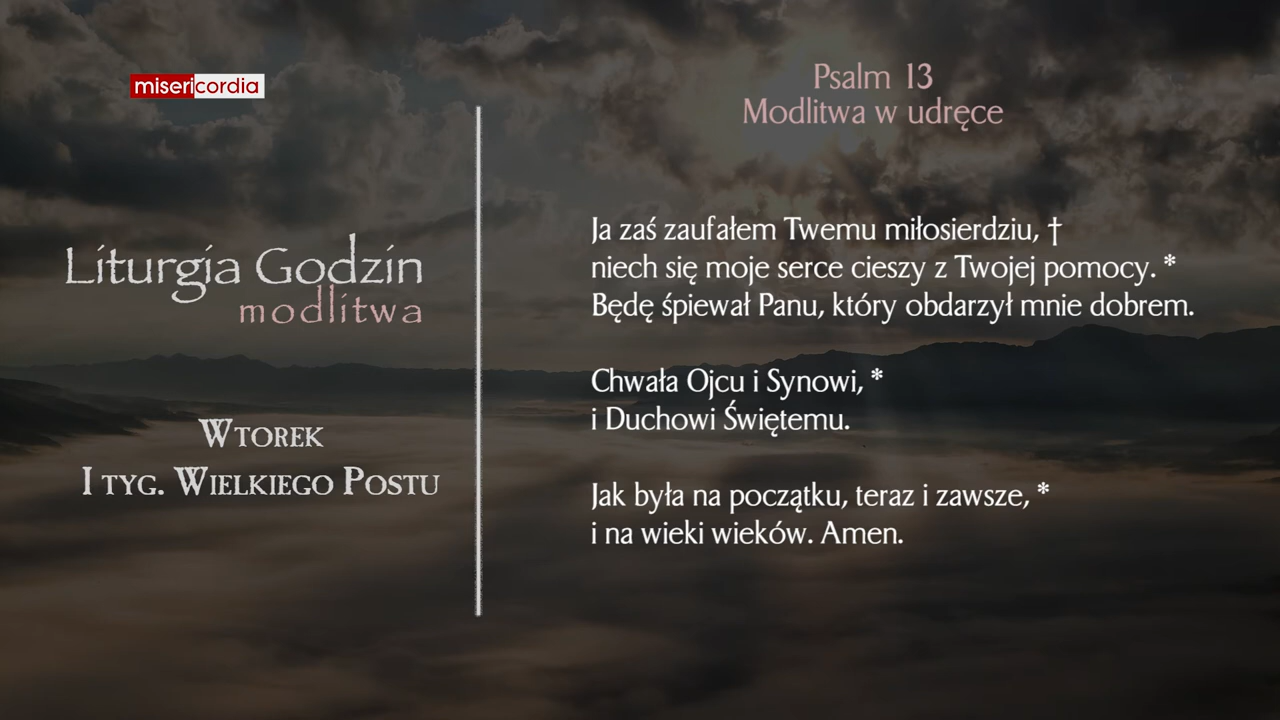 misericordia
Liturgia Godzin
modlitwa
Wtorek
I tyg. Wielkiego Postu
Psalm 13
Modlitwa w udręce
Ja zaś zaufałem Twemu miłosierdziu, †
niech się moje serce cieszy z Twojej pomocy. *
Będę śpiewał Panu, który obdarzył mnie dobrem.
Chwała Ojcu i Synowi, *
i Duchowi Świętemu.
Jak była na początku, teraz i zawsze, *
i na wieki wieków. Amen.